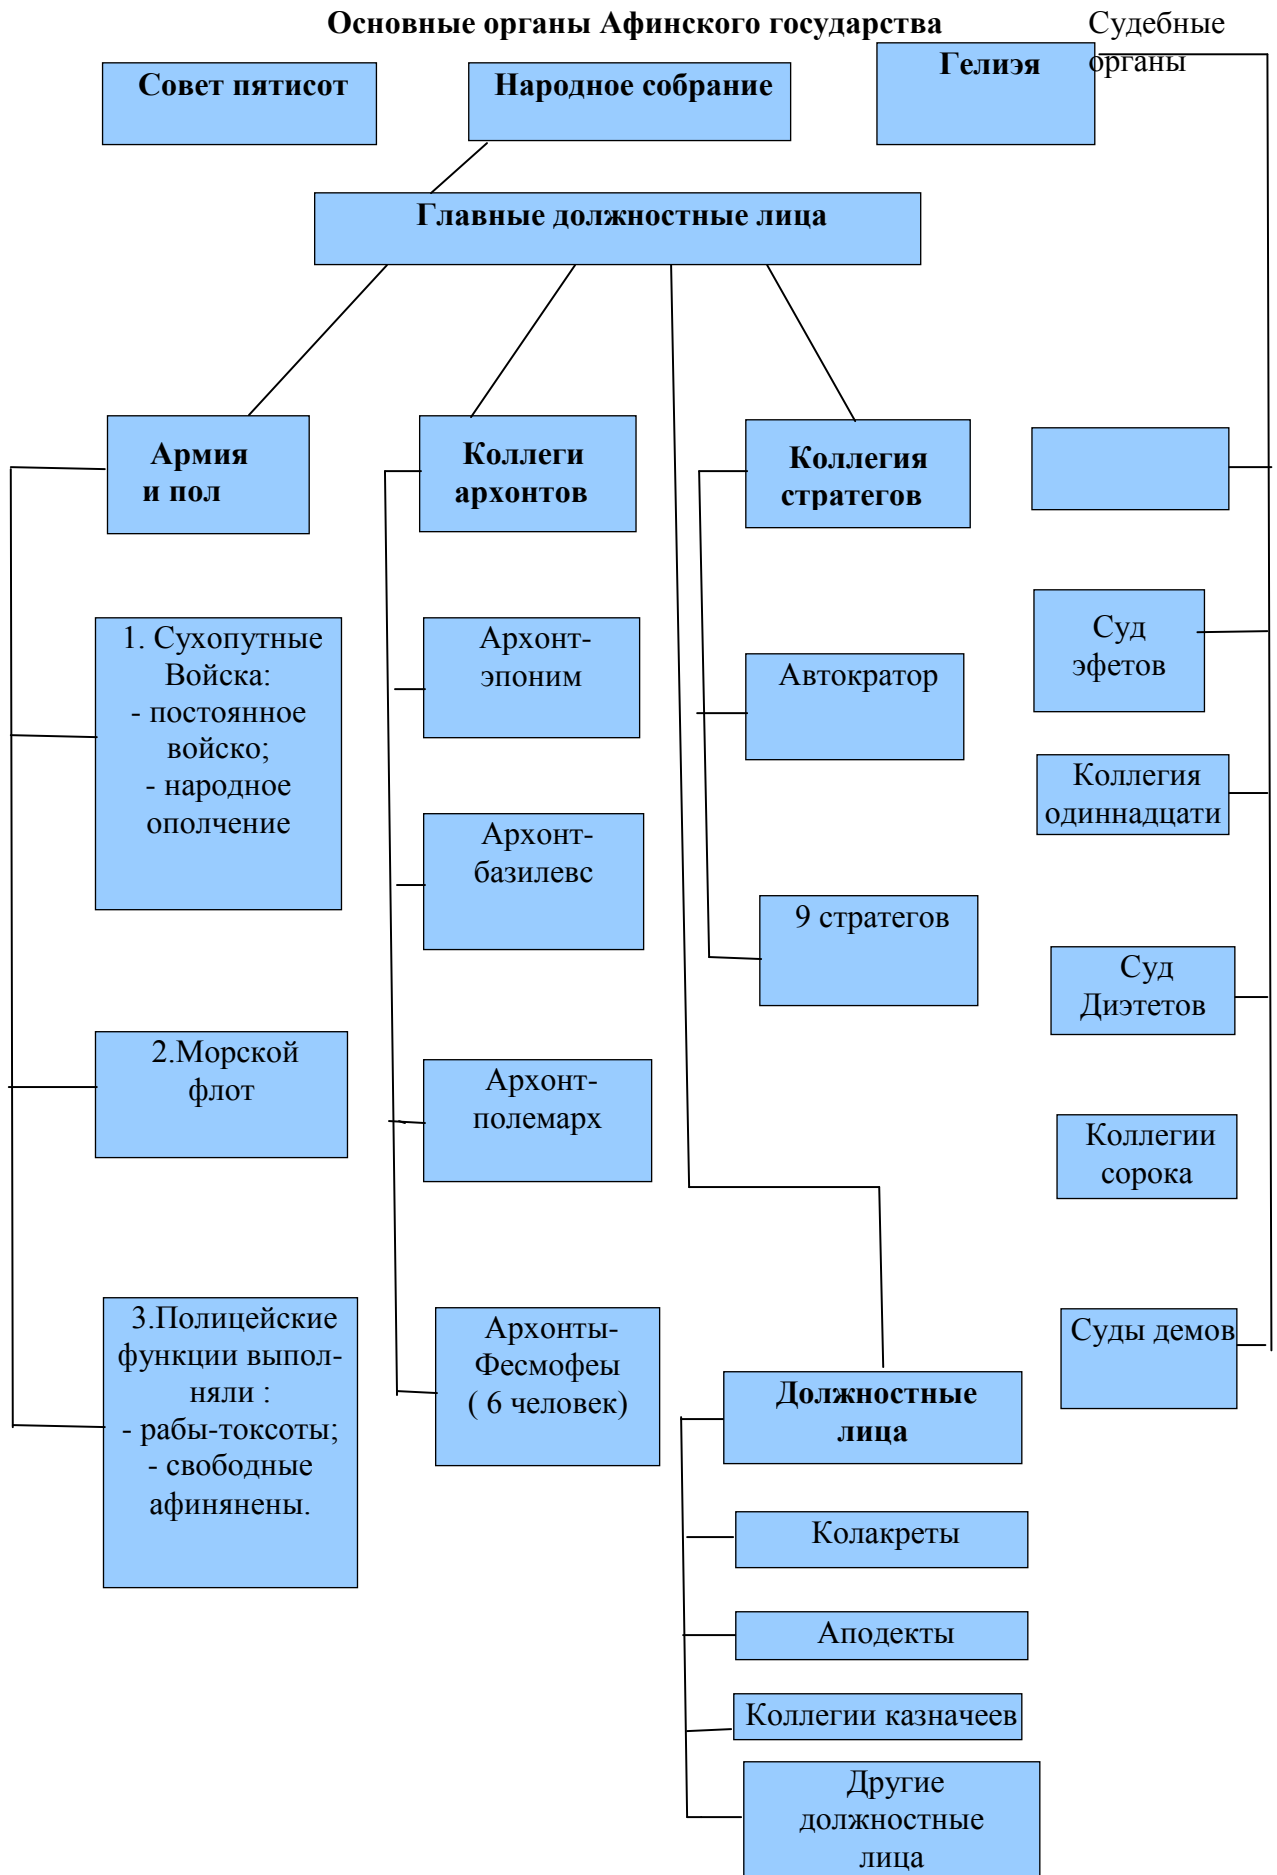 Основные органы Афинского государства
Судебные
органы
Совет пятисот
Народное собрание
Гелиэя
Главные должностные лица
Армия
и пол
Коллеги
архонтов
Коллегия
стратегов
1. Сухопутные
Войска:
- постоянное
войско;
- народное
ополчение
2.Морской
флот
3.Полицейские
функции выпол-
няли :
- рабы-токсоты;
- свободные
афинянены.
Архонт-
эпоним
Архонт-
базилевс
Архонт-
полемарх
Архонты-
Фесмофеы
( 6 человек)
Автократор
9 стратегов
Должностные
лица
Колакреты
Аподекты
Коллегии казначеев
Другие
должностные
лица
Суд
эфетов
Коллегия
одиннадцати
Суд
Диэтетов
Коллегии
сорока
Суды демов